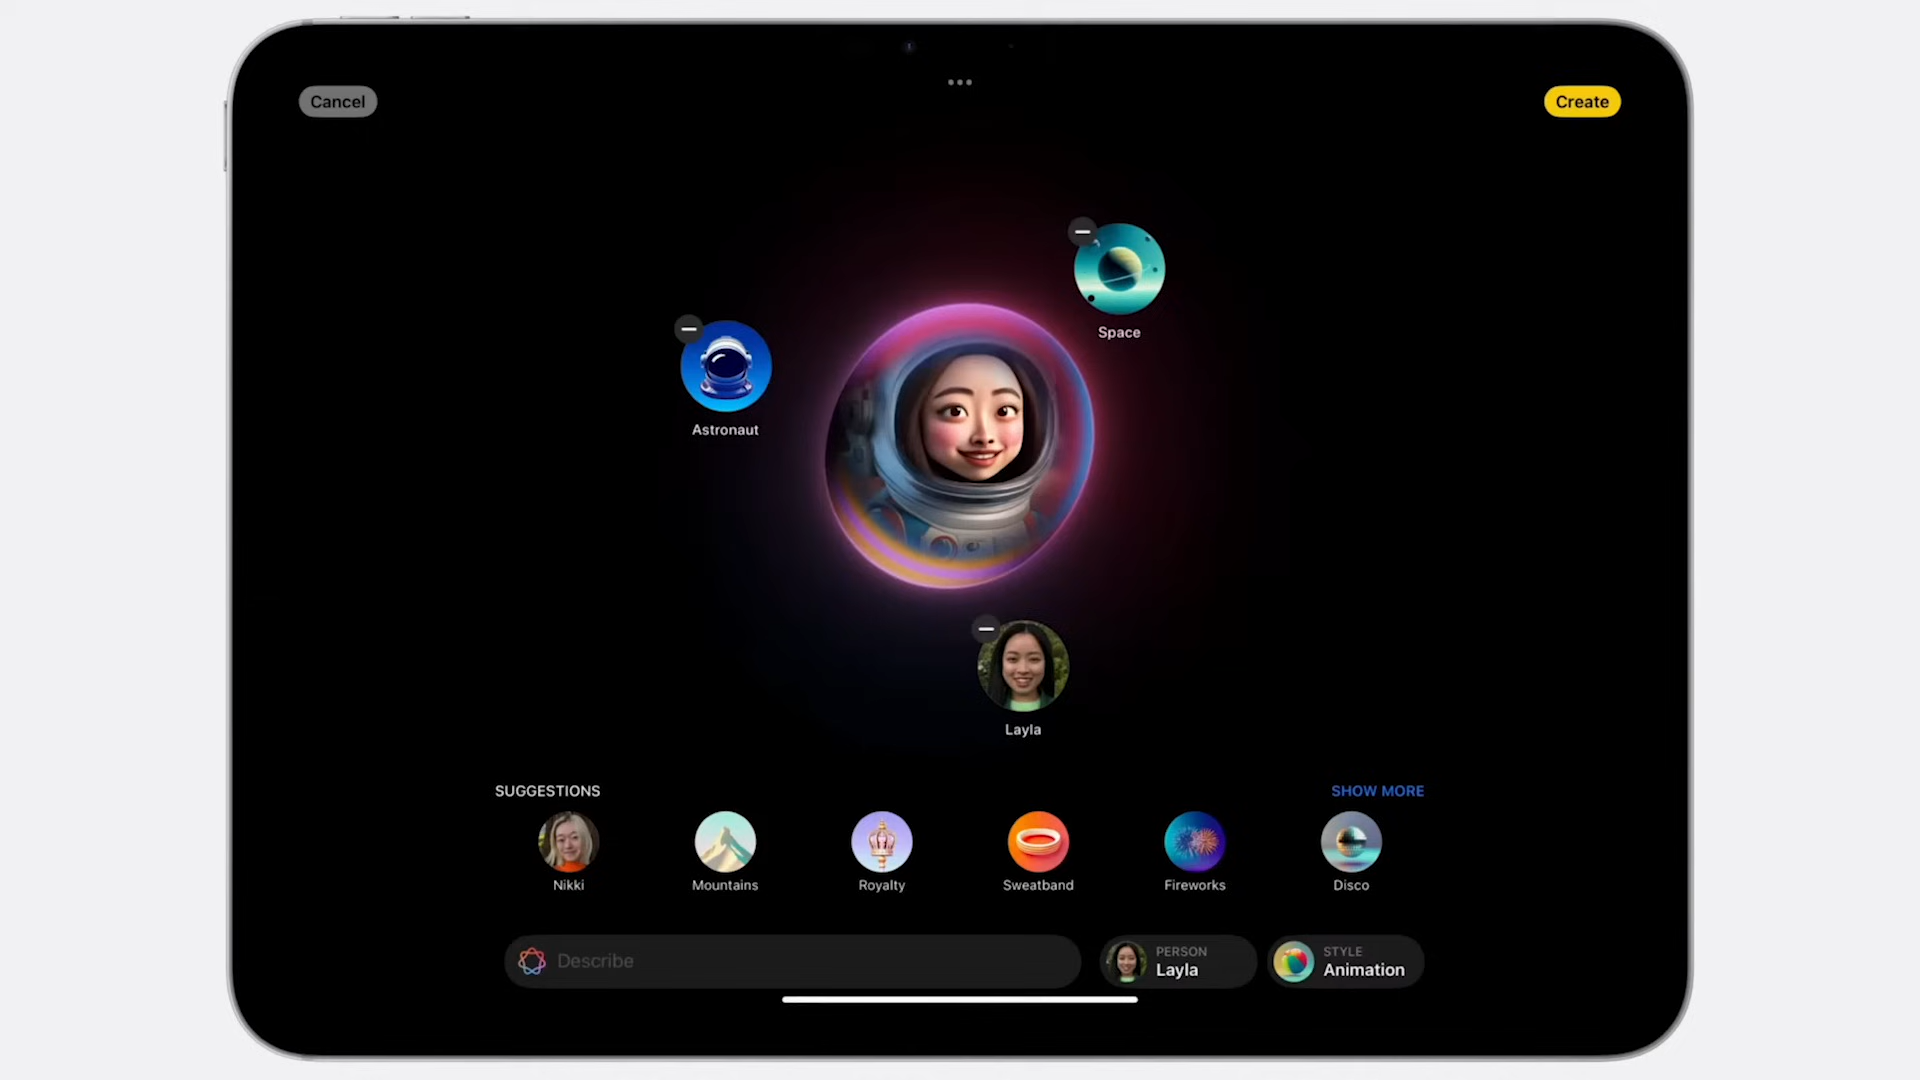 Cancel
Create
Space
Astronaut
Layla
SUGGESTIONS
SHOW MORE
Nikki
Mountains
Royalty
Sweatband
Fireworks
Disco
Describe
PERSON
Layla
STYLE
Animation